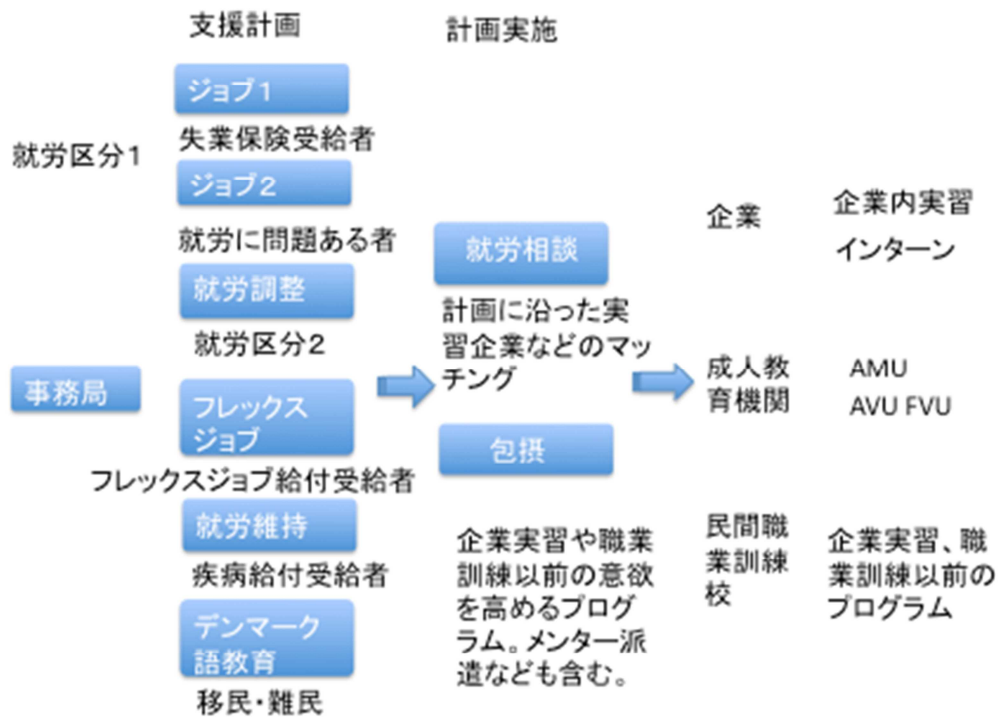 支援計画
計画実施
ジョブ1
失業保険受給者
就労区分1
ジョブ2
就労に問題ある者
就労調整
就労区分2
事務局
フレックス
ジョブ
フレックスジョブ給付受給者
就労維持
疾病給付受給者
デンマーク
語教育
移民・難民
就労相談
計画に沿った実
習企業などのマッ
チング
包摂
企業実習や職業
訓練以前の意欲
を高めるプログ
ラム。メンター派
遣なども含む。
企業
企業内実習
インターン
成人教
育機関
AMU
AVU FVU
民間職
業訓練
校
企業実習、職
業訓練以前の
プログラム